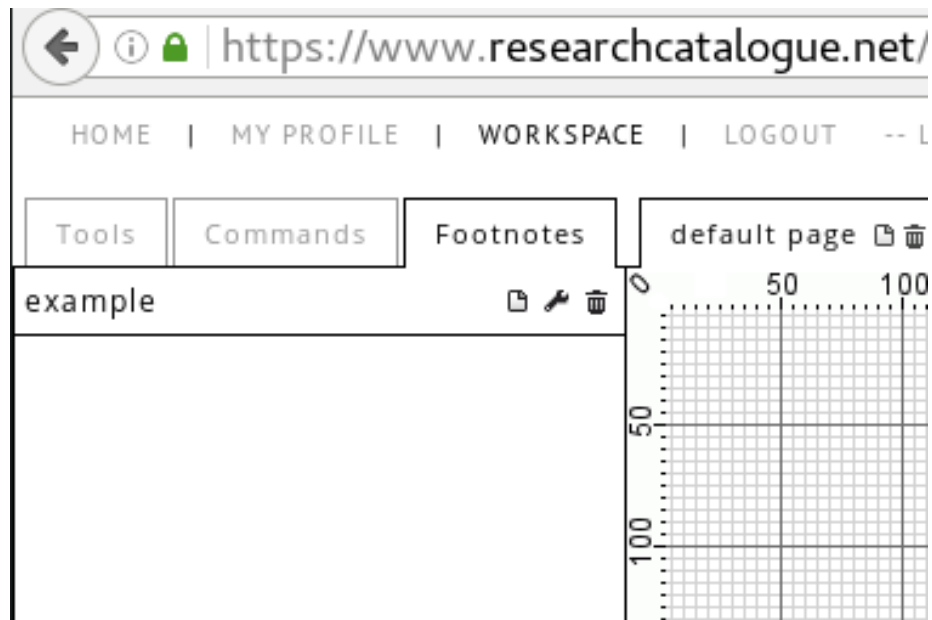 https://www.researchcatalogue.net/
HOME | MY PROFILE | WORKSPACE | LOGOUT -- L
Tools Commands Footnotes default page
example
50 100
50
100